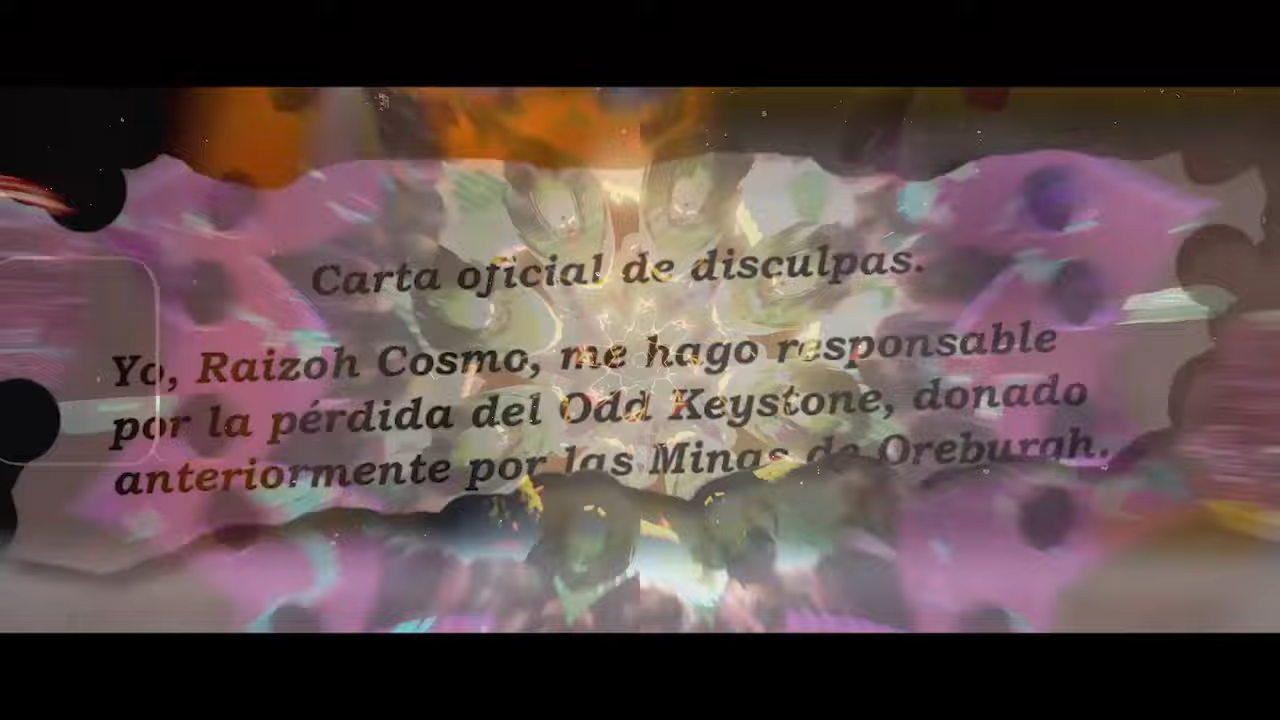 Carta oficial de disculpas.
Yo, Raizoh Cosmo, me hago responsable
por la pérdida del Odd Keystone, donado
anteriormente por las Minas de Oreburgh.